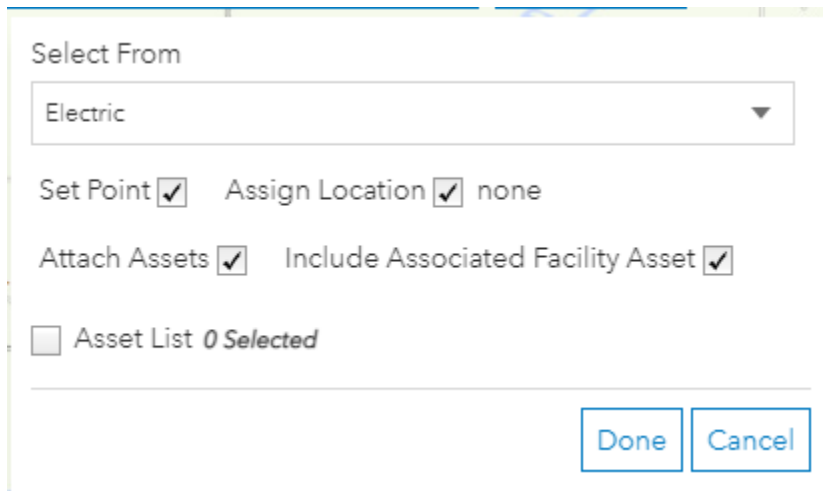 Select From
Electric
Set Point Assign Location none
Attach Assets Include Associated Facility Asset
Asset List 0 Selected
Done Cancel